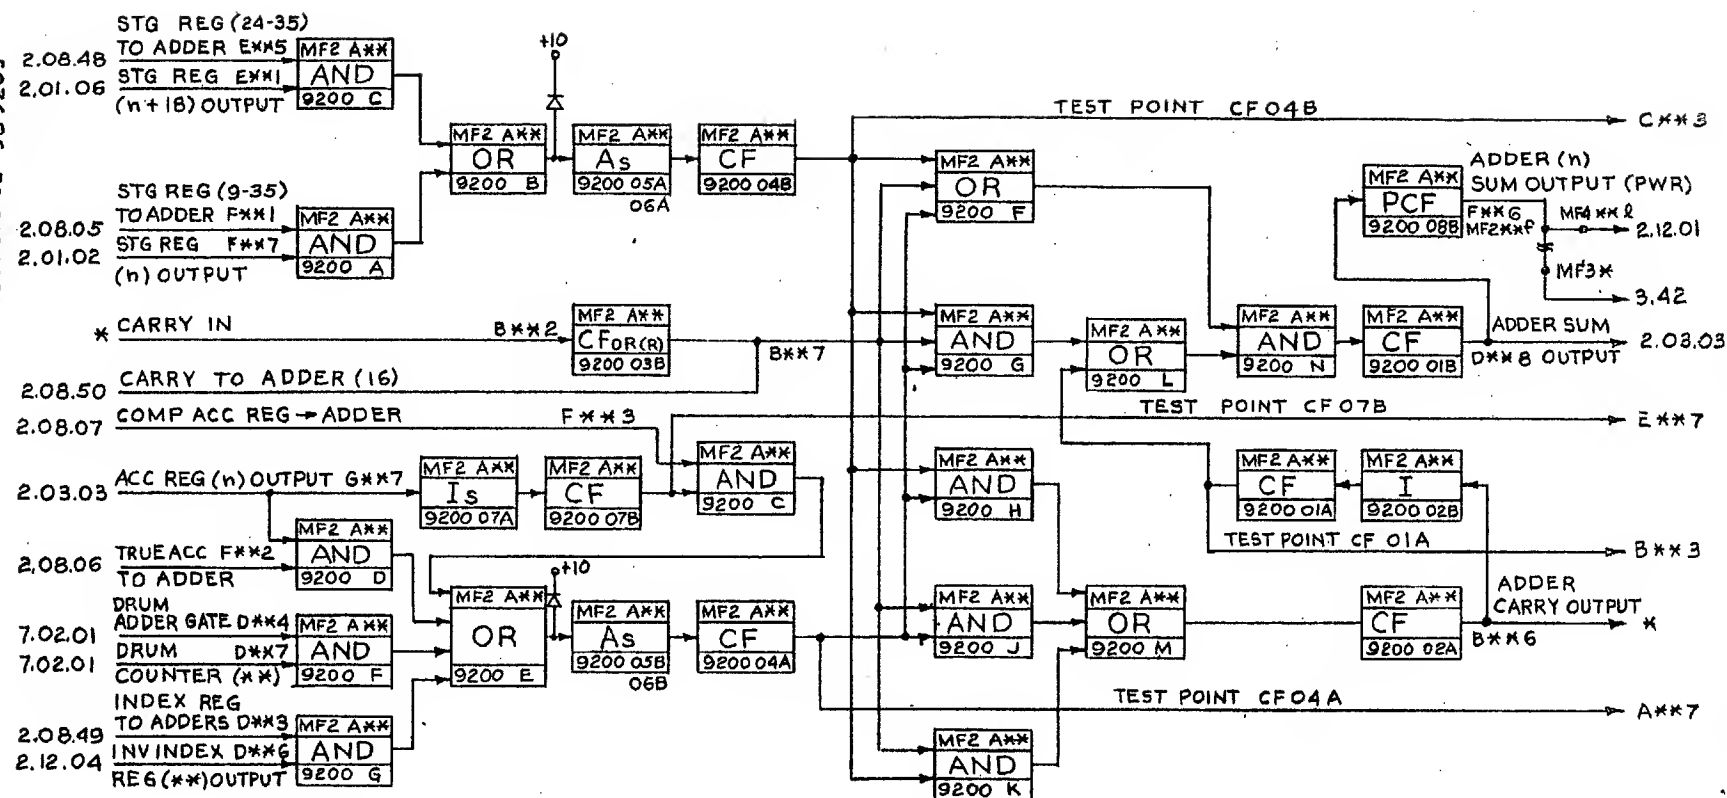 STG REG (24-35)
2.08.48 TO ADDER E**5
2.01.06 STG REG E**1
(n+18) OUTPUT
MF2 A**
AND
9200 C
STG REG (9-35)
2.08.05 TO ADDER F**1
2.01.02 STG REG F**7
(n) OUTPUT
MF2 A**
AND
9200 A
MF2 A**
OR
9200 B
+10
MF2 A**
As
9200 05A
06A
MF2 A**
CF
9200 04B
* CARRY IN B**2
MF2 A**
CF OR (R)
9200 03B
B**7
2.08.50 CARRY TO ADDER (16)
2.08.07 COMP ACC REG → ADDER F**3
2.03.03 ACC REG (n) OUTPUT G**7
MF2 A**
Is
9200 07A
MF2 A**
CF
9200 07B
MF2 A**
AND
9200 C
2.08.06 TRUE ACC F**2
TO ADDER
MF2 A**
AND
9200 D
DRUM
7.02.01 ADDER GATE D**4
7.02.01 DRUM D**7
COUNTER (**)
MF2 A**
AND
9200 F
INDEX REG
2.08.49 TO ADDERS D**3
2.12.04 INV INDEX D**6
REG (**) OUTPUT
MF2 A**
AND
9200 G
MF2 A**
OR
9200 E
+10
MF2 A**
As
9200 05B
06B
MF2 A**
CF
9200 04A
TEST POINT CF 04B C**3
MF2 A**
OR
9200 F
MF2 A**
AND
9200 G
MF2 A**
OR
9200 L
MF2 A**
AND
9200 N
MF2 A**
CF
9200 01B
MF2 A**
PCF
9200 08B
ADDER (n)
SUM OUTPUT (PWR)
F**G MF4**l
MF2**f 2.12.01
MF3*
3.42
ADDER SUM
D**8 OUTPUT 2.03.03
TEST POINT CF 07B E**7
MF2 A**
AND
9200 H
MF2 A**
CF
9200 01A
MF2 A**
I
9200 02B
TEST POINT CF 01A B**3
MF2 A**
AND
9200 J
MF2 A**
OR
9200 M
MF2 A**
CF
9200 02A
ADDER
CARRY OUTPUT *
B**6
TEST POINT CF 04A A**7
MF2 A**
AND
9200 K